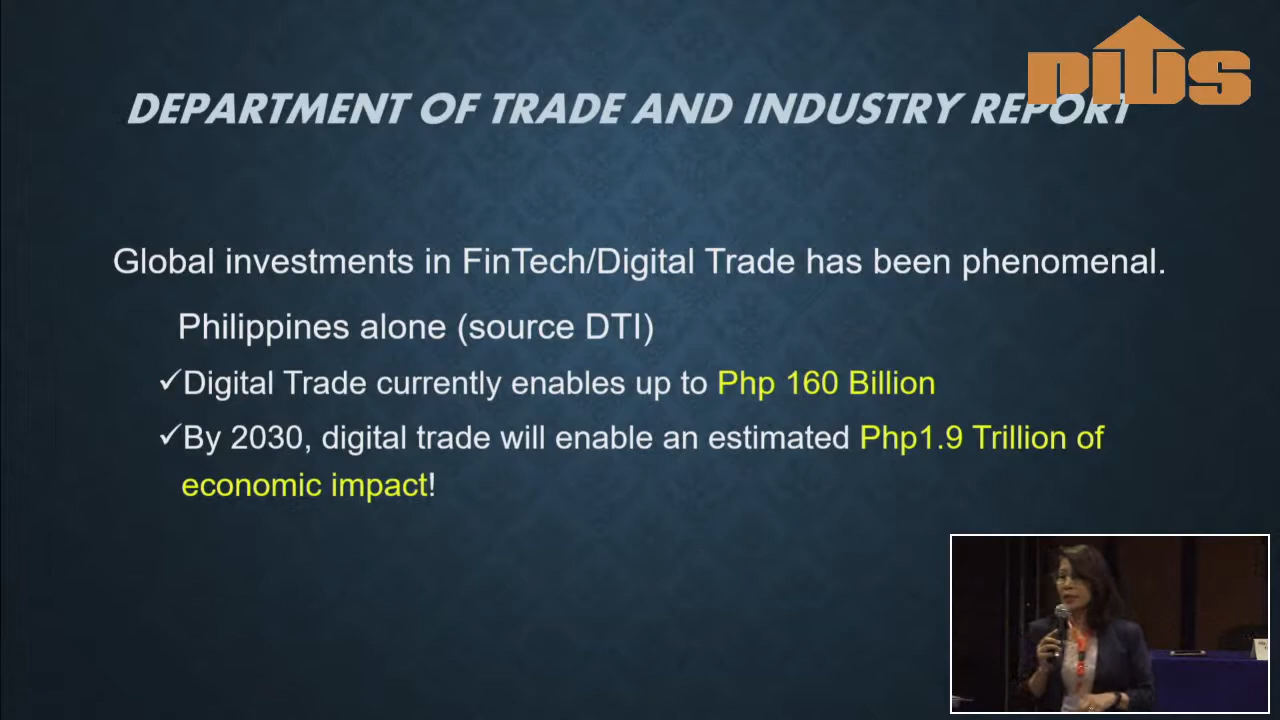 PIDS
DEPARTMENT OF TRADE AND INDUSTRY REPORT
Global investments in FinTech/Digital Trade has been phenomenal.
Philippines alone (source DTI)
✓Digital Trade currently enables up to Php 160 Billion
✓By 2030, digital trade will enable an estimated Php1.9 Trillion of
economic impact!